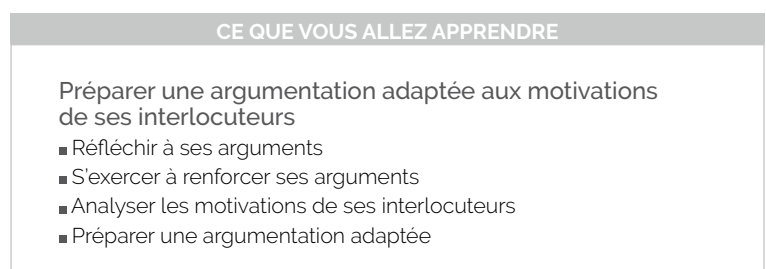 CE QUE VOUS ALLEZ APPRENDRE
Préparer une argumentation adaptée aux motivations
de ses interlocuteurs
■ Réfléchir à ses arguments
■ S'exercer à renforcer ses arguments
■ Analyser les motivations de ses interlocuteurs
■ Préparer une argumentation adaptée